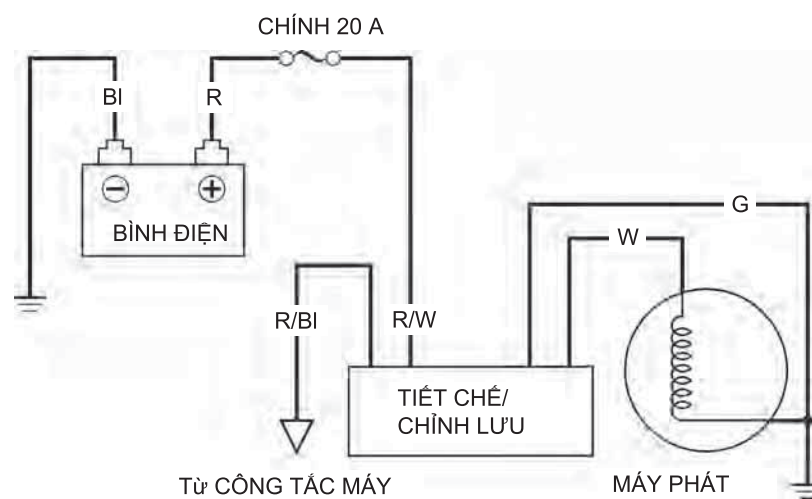 CHÍNH 20 A
Bl
R
−
+
BÌNH ĐIỆN
G
W
R/Bl
R/W
TIẾT CHẾ/
CHỈNH LƯU
Từ CÔNG TẮC MÁY
MÁY PHÁT